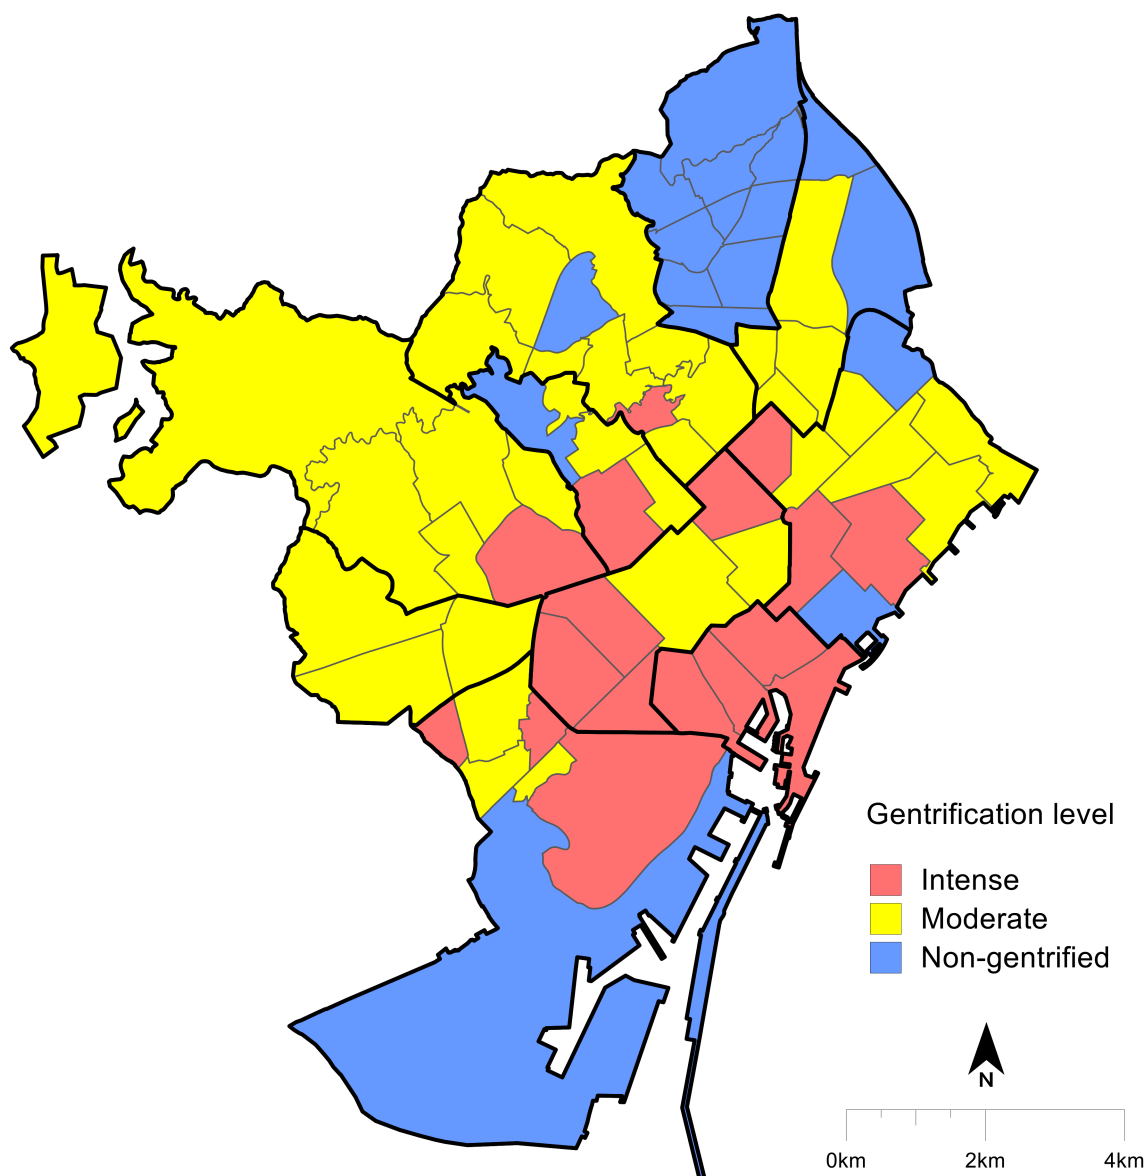 Gentrification level
Intense
Moderate
Non-gentrified
N
0km 2km 4km